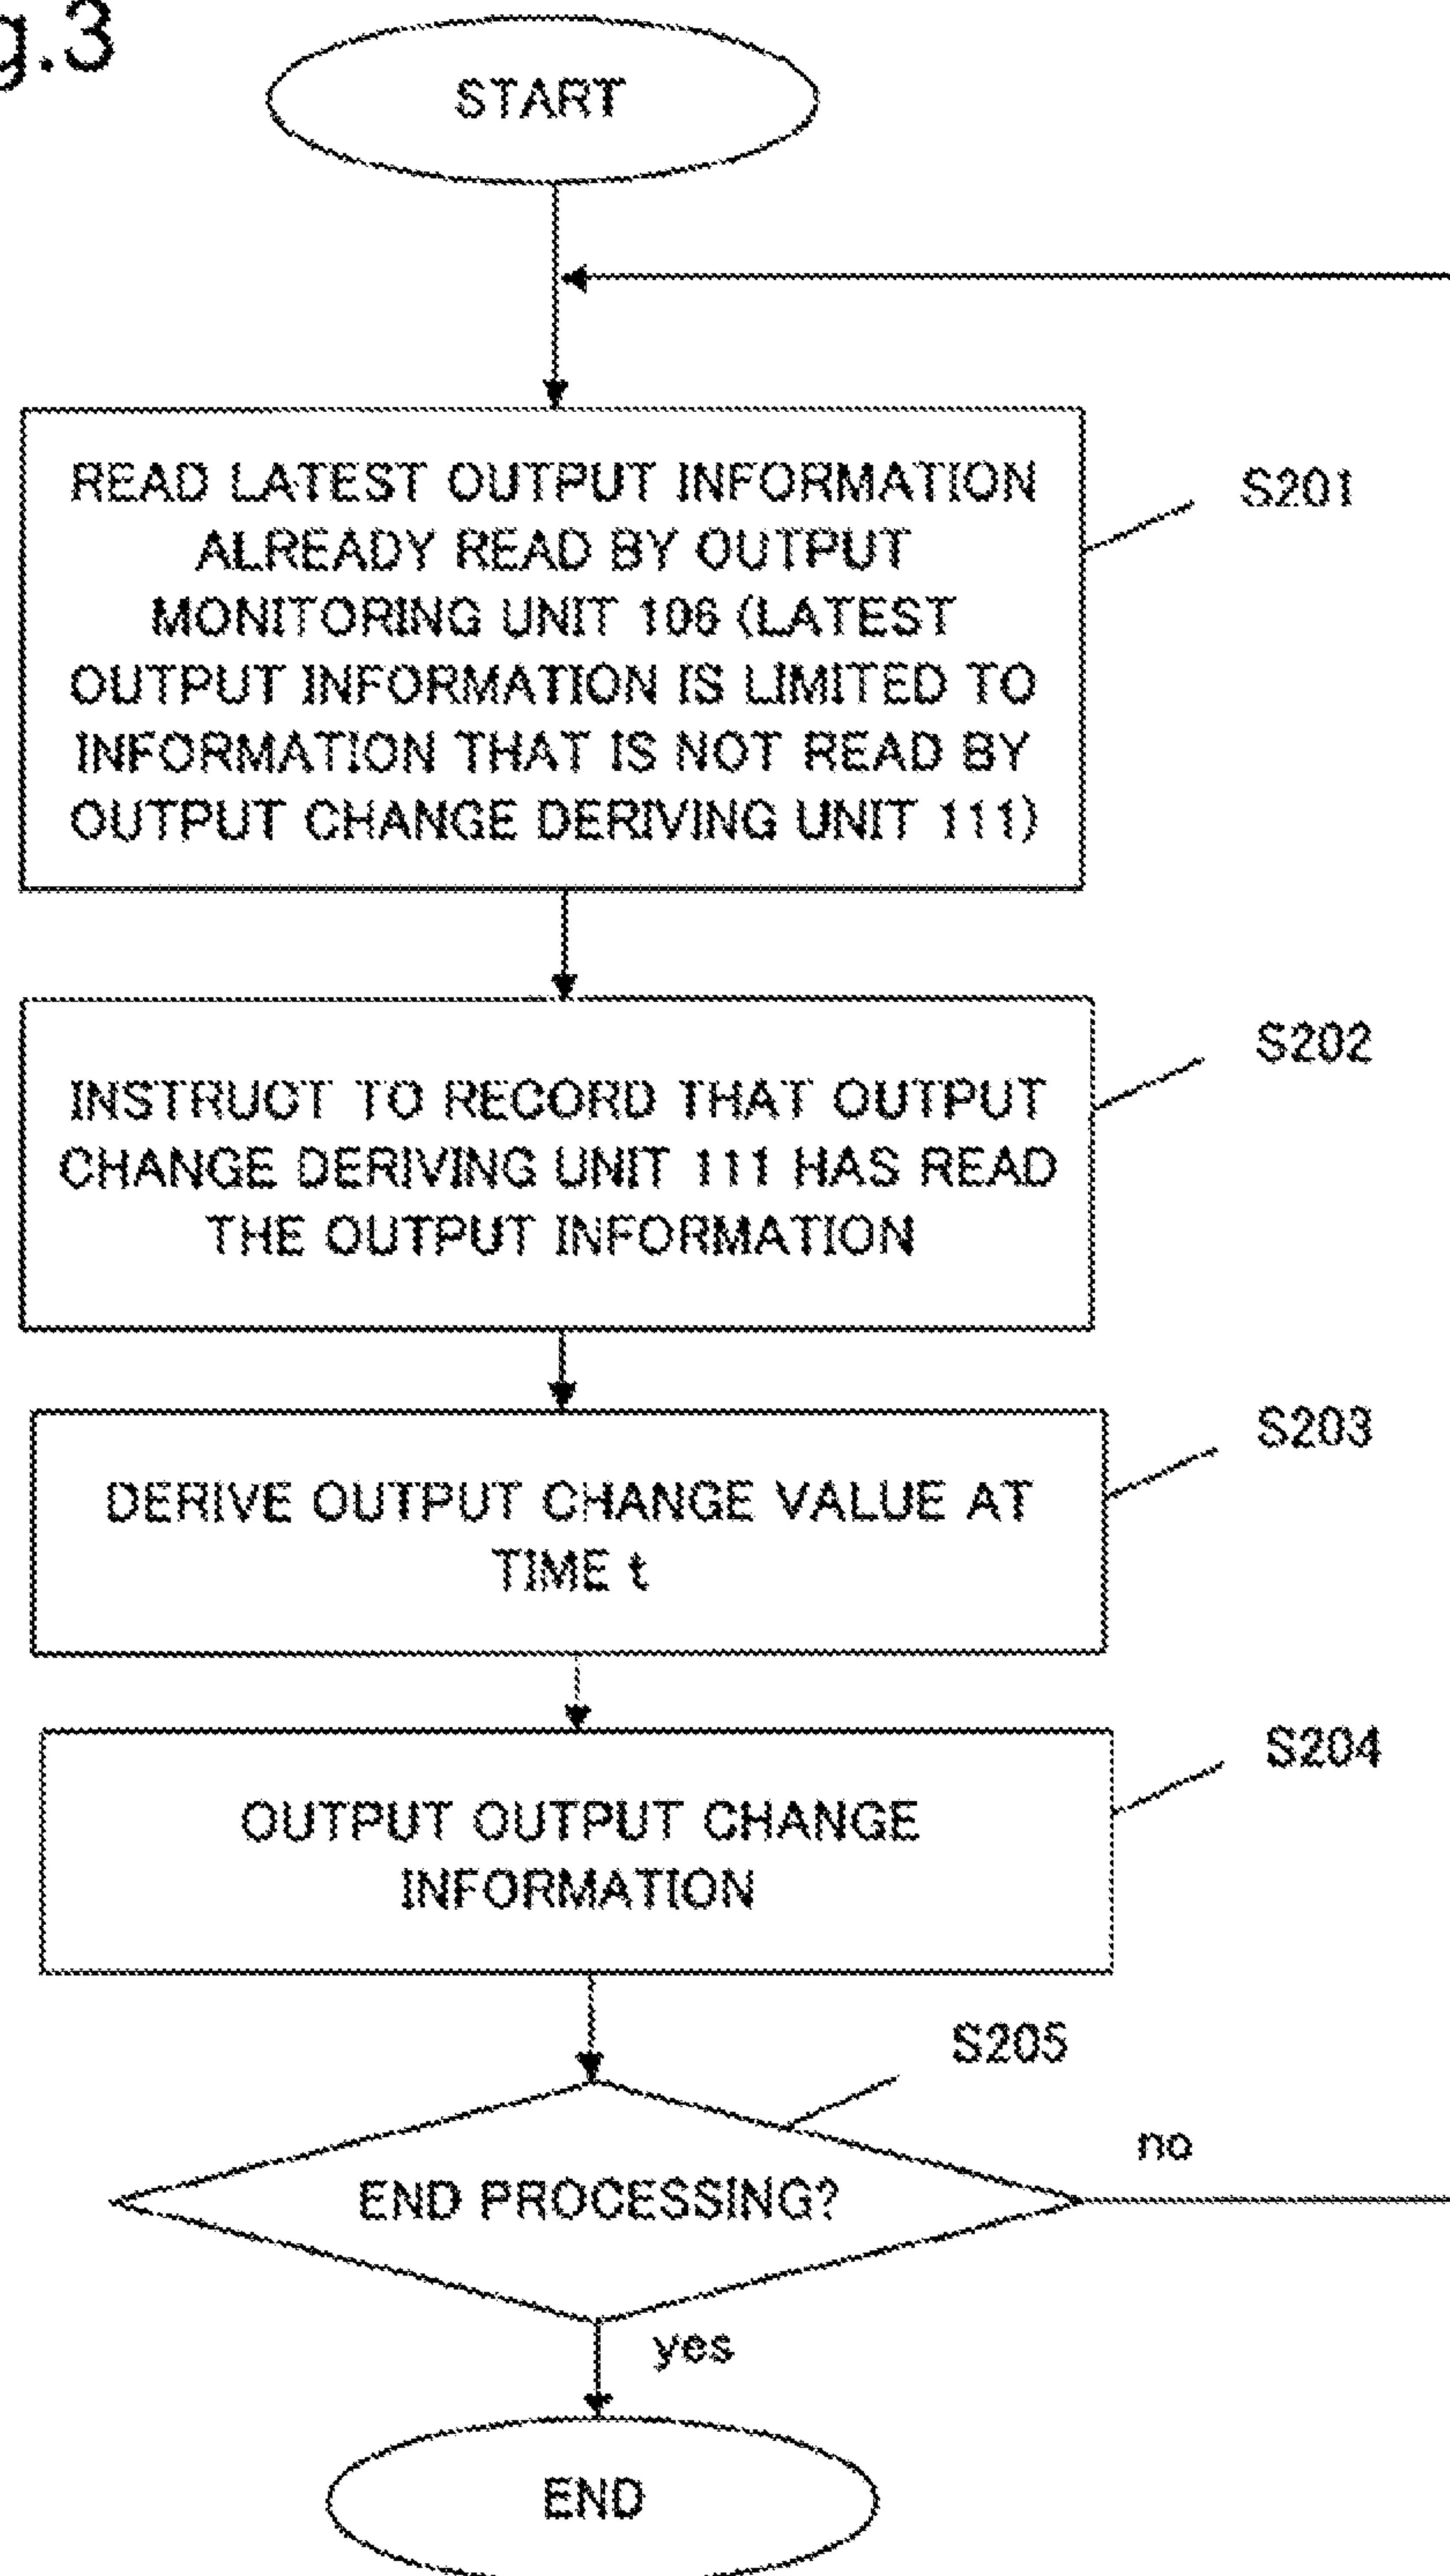 g.3
START
READ LATEST OUTPUT INFORMATION
ALREADY READ BY OUTPUT
MONITORING UNIT 106 (LATEST
OUTPUT INFORMATION IS LIMITED TO
INFORMATION THAT IS NOT READ BY
OUTPUT CHANGE DERIVING UNIT 111)
S201
INSTRUCT TO RECORD THAT OUTPUT
CHANGE DERIVING UNIT 111 HAS READ
THE OUTPUT INFORMATION
S202
DERIVE OUTPUT CHANGE VALUE AT
TIME t
S203
OUTPUT OUTPUT CHANGE
INFORMATION
S204
S205
END PROCESSING?
no
yes
END